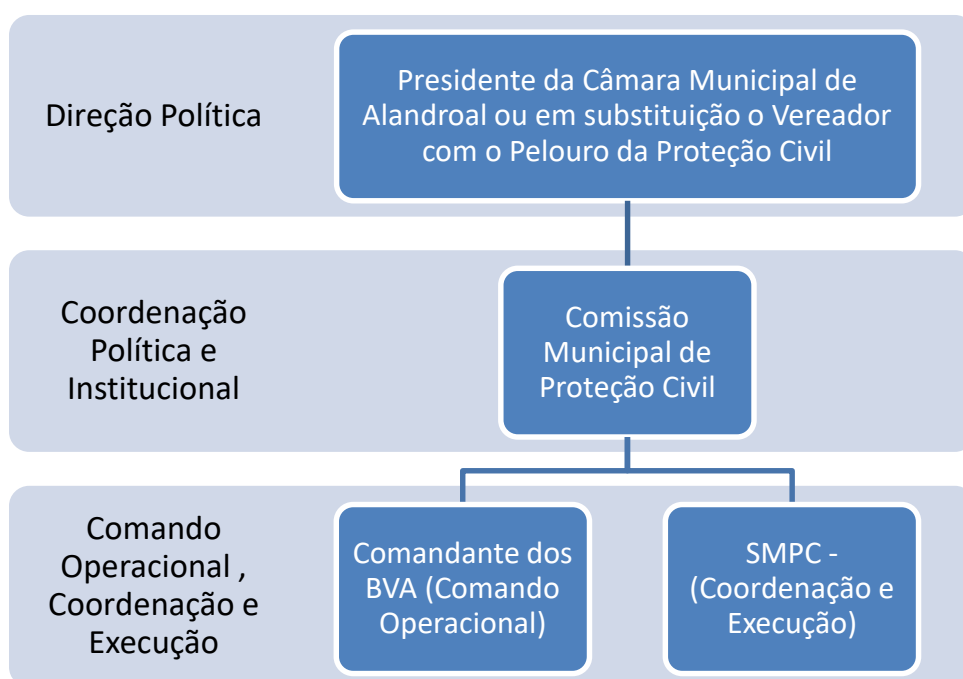 Direção Política
Presidente da Câmara Municipal de
Alandroal ou em substituição o Vereador
com o Pelouro da Proteção Civil
Coordenação
Política e
Institucional
Comissão
Municipal de
Proteção Civil
Comando
Operacional ,
Coordenação e
Execução
Comandante dos
BVA (Comando
Operacional)
SMPC -
(Coordenação e
Execução)